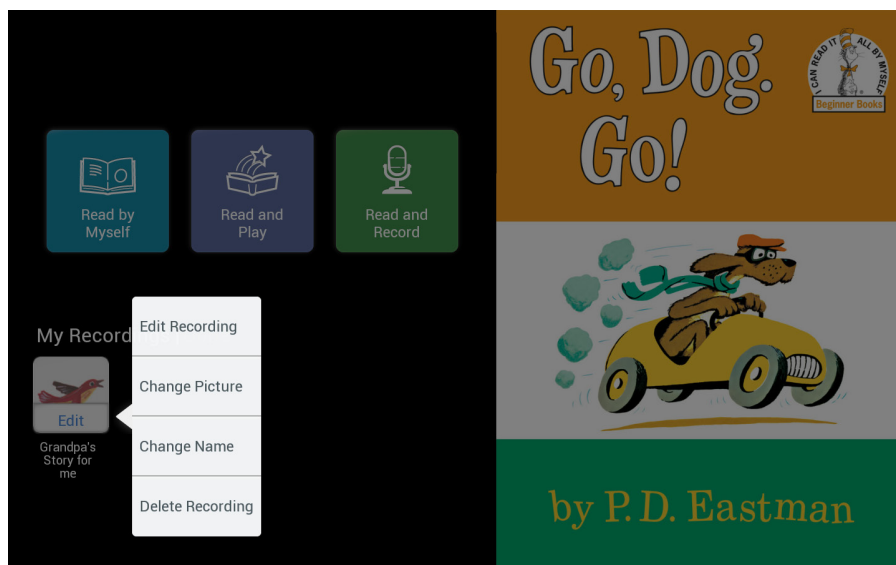 Read by
Myself
Read and
Play
Read and
Record
My Recordings
Edit
Grandpa's
Story for
me
Edit Recording
Change Picture
Change Name
Delete Recording
Go, Dog.
Go!
I CAN READ IT ALL BY MYSELF
Beginner Books
by P.D. Eastman